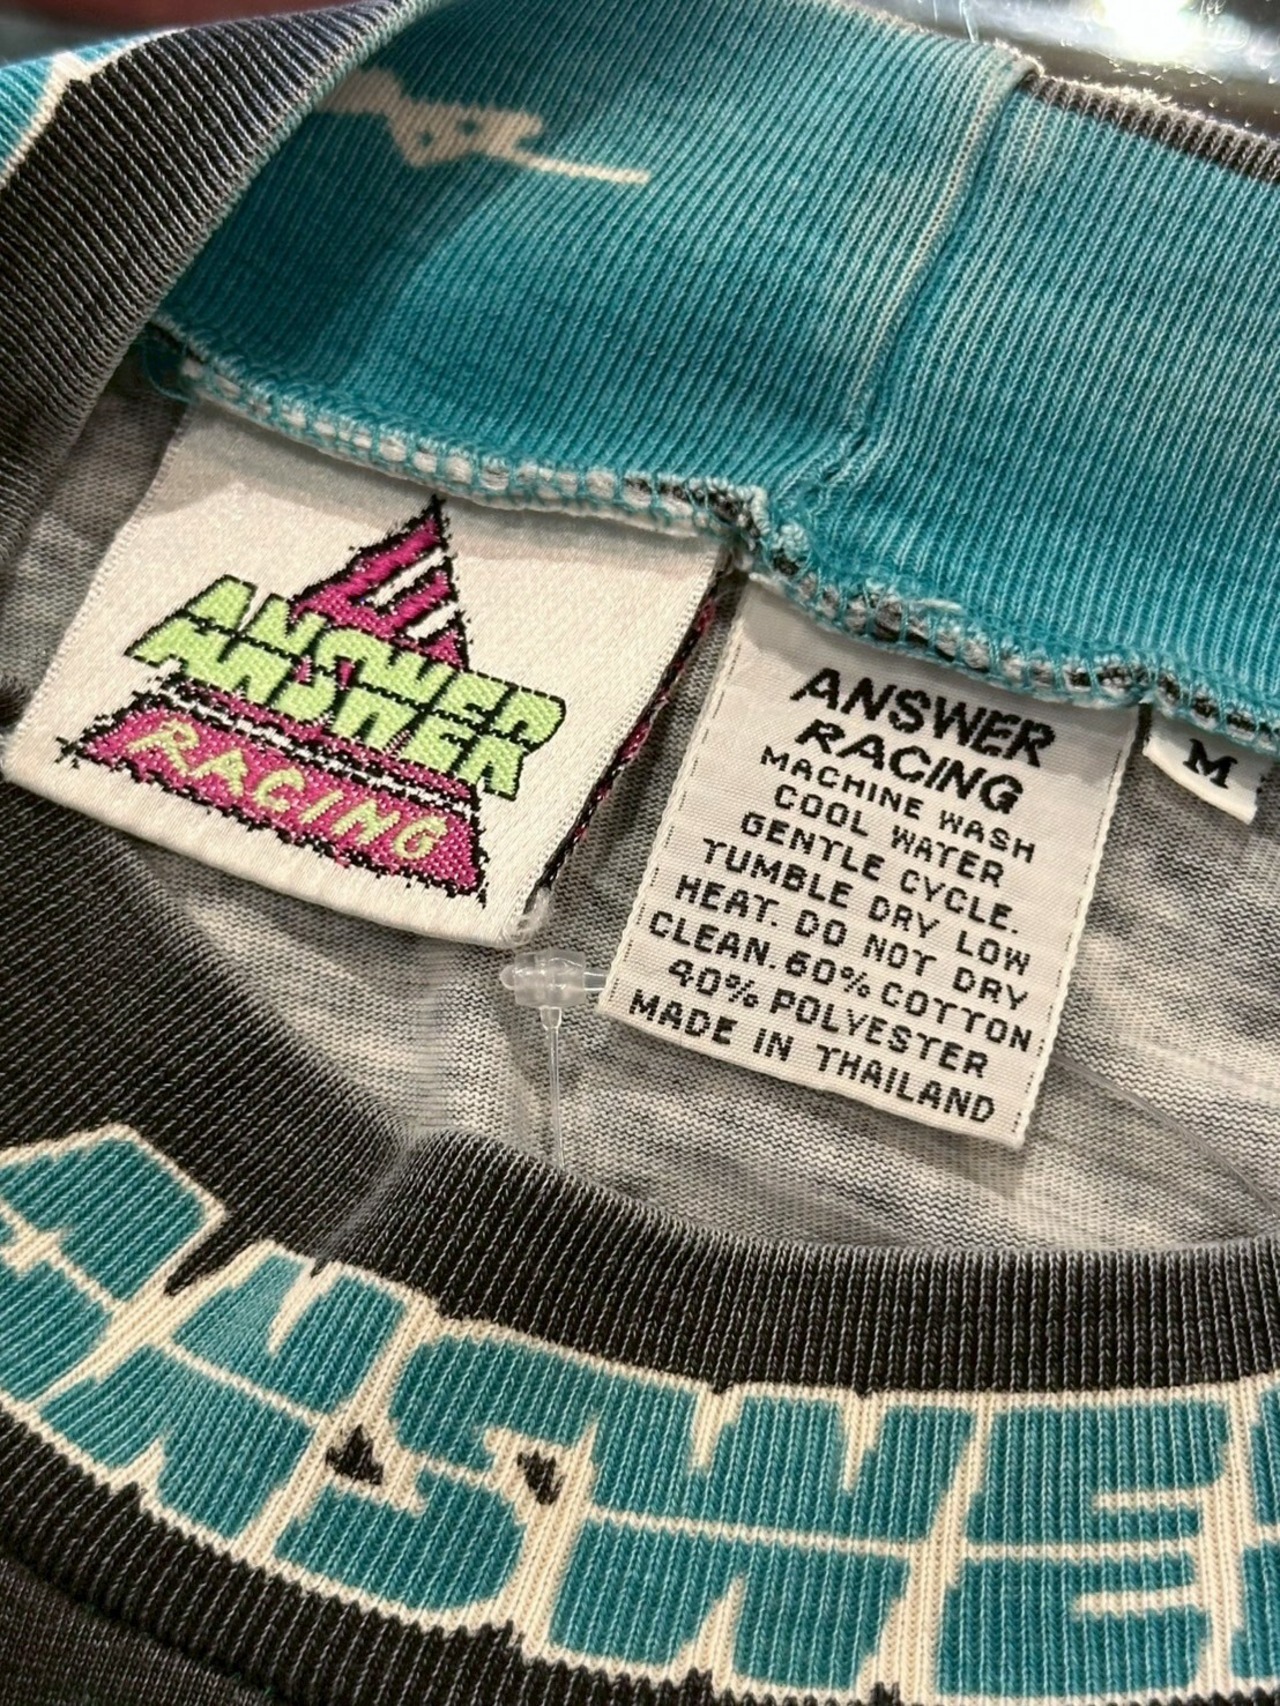 ANSWER
RACING
ANSWER
RACING
MACHINE WASH
COOL WATER
GENTLE CYCLE.
TUMBLE DRY LOW
HEAT. DO NOT DRY
CLEAN. 60% COTTON
40% POLYESTER
MADE IN THAILAND
M
ANSWE